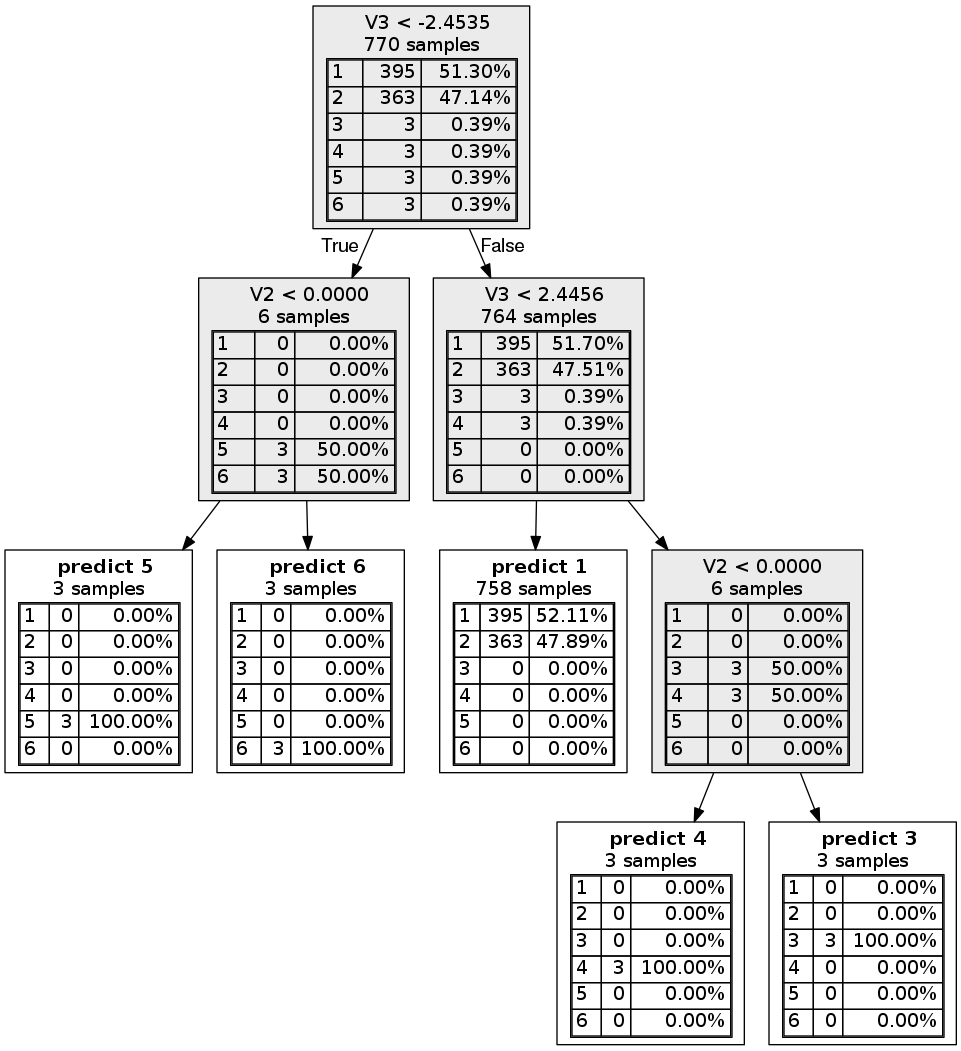 V3 < -2.4535
770 samples
1 395 51.30%
2 363 47.14%
3 3 0.39%
4 3 0.39%
5 3 0.39%
6 3 0.39%
True
False
V2 < 0.0000
6 samples
1 0 0.00%
2 0 0.00%
3 0 0.00%
4 0 0.00%
5 3 50.00%
6 3 50.00%
V3 < 2.4456
764 samples
1 395 51.70%
2 363 47.51%
3 3 0.39%
4 3 0.39%
5 0 0.00%
6 0 0.00%
predict 5
3 samples
1 0 0.00%
2 0 0.00%
3 0 0.00%
4 0 0.00%
5 3 100.00%
6 0 0.00%
predict 6
3 samples
1 0 0.00%
2 0 0.00%
3 0 0.00%
4 0 0.00%
5 0 0.00%
6 3 100.00%
predict 1
758 samples
1 395 52.11%
2 363 47.89%
3 0 0.00%
4 0 0.00%
5 0 0.00%
6 0 0.00%
V2 < 0.0000
6 samples
1 0 0.00%
2 0 0.00%
3 3 50.00%
4 3 50.00%
5 0 0.00%
6 0 0.00%
predict 4
3 samples
1 0 0.00%
2 0 0.00%
3 0 0.00%
4 3 100.00%
5 0 0.00%
6 0 0.00%
predict 3
3 samples
1 0 0.00%
2 0 0.00%
3 3 100.00%
4 0 0.00%
5 0 0.00%
6 0 0.00%